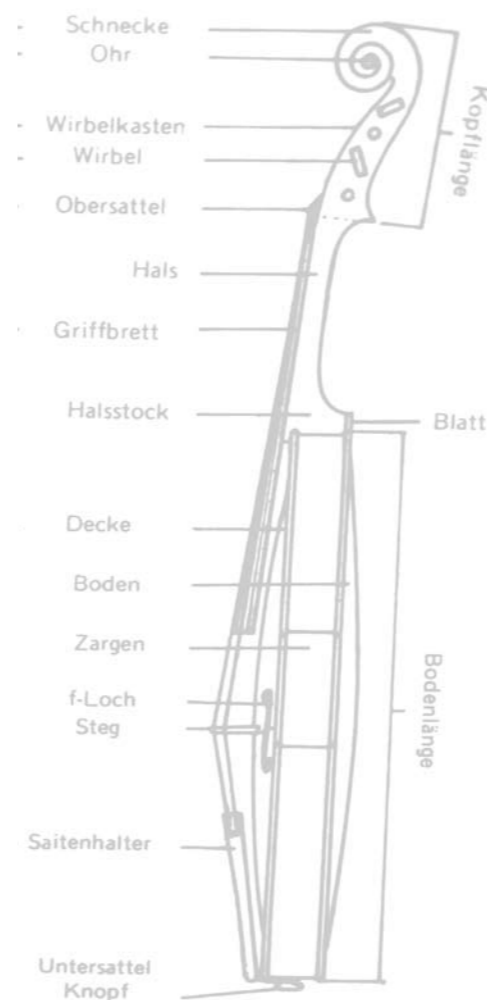 Schnecke
Ohr
Wirbelkasten
Wirbel
Obersattel
Hals
Griffbrett
Halsstock
Decke
Boden
Zargen
f-Loch
Steg
Saitenhalter
Untersattel
Knopf
Kopflänge
Blatt
Bodenlänge